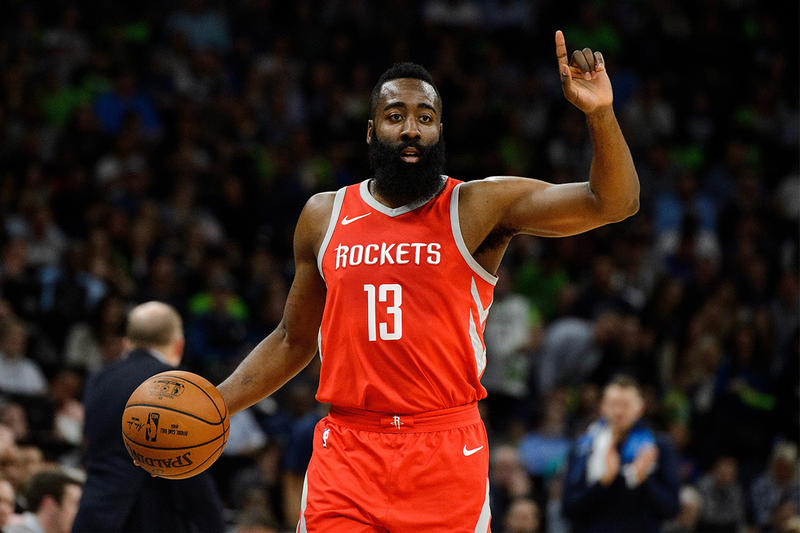 ROCKETS
13
SPALDING